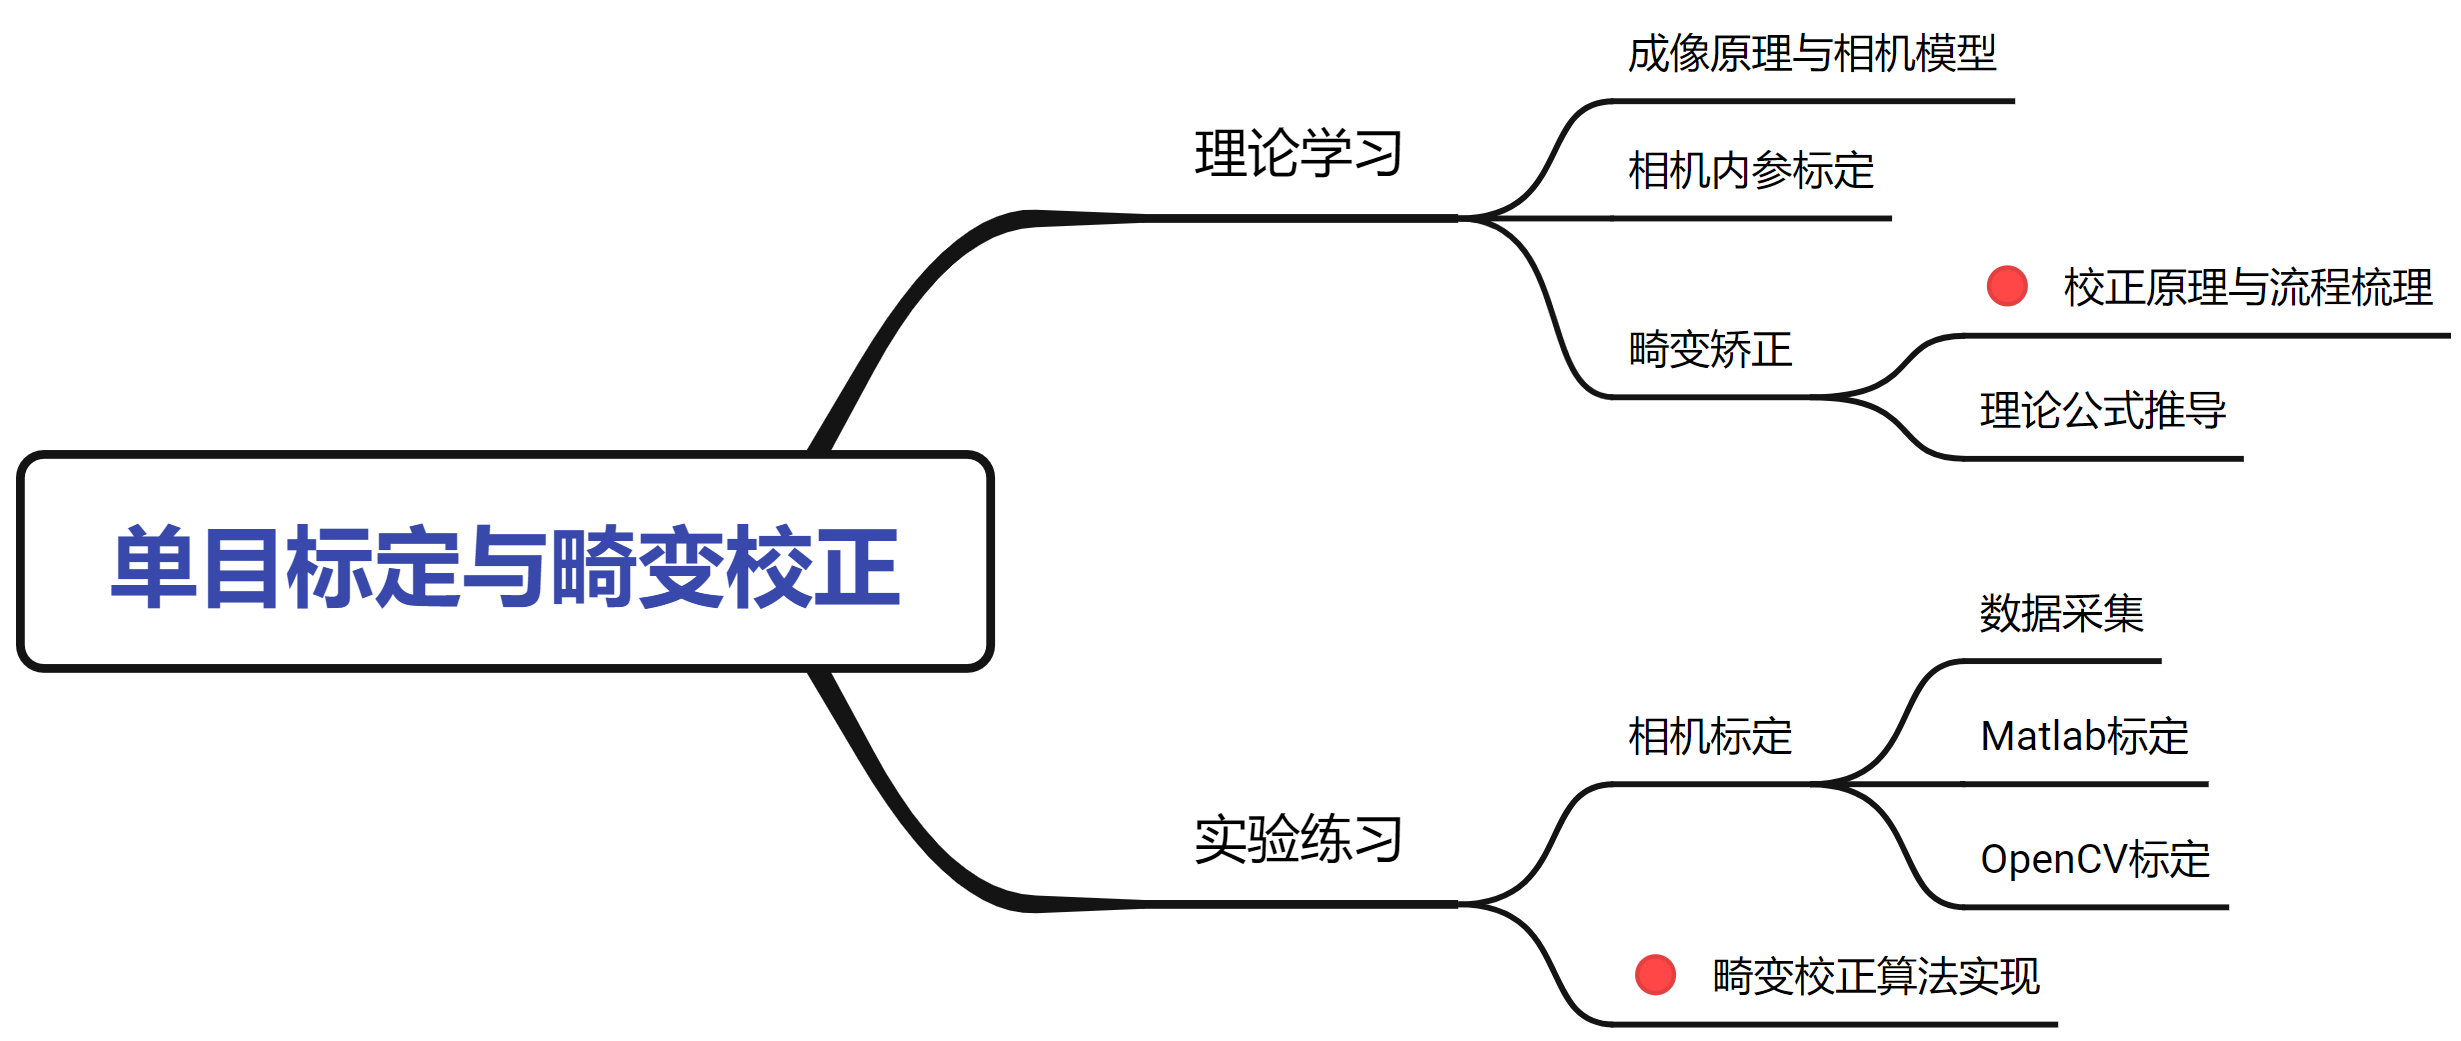 单目标定与畸变校正
理论学习
成像原理与相机模型
相机内参标定
畸变矫正
校正原理与流程梳理
理论公式推导
实验练习
相机标定
数据采集
Matlab标定
OpenCV标定
畸变校正算法实现